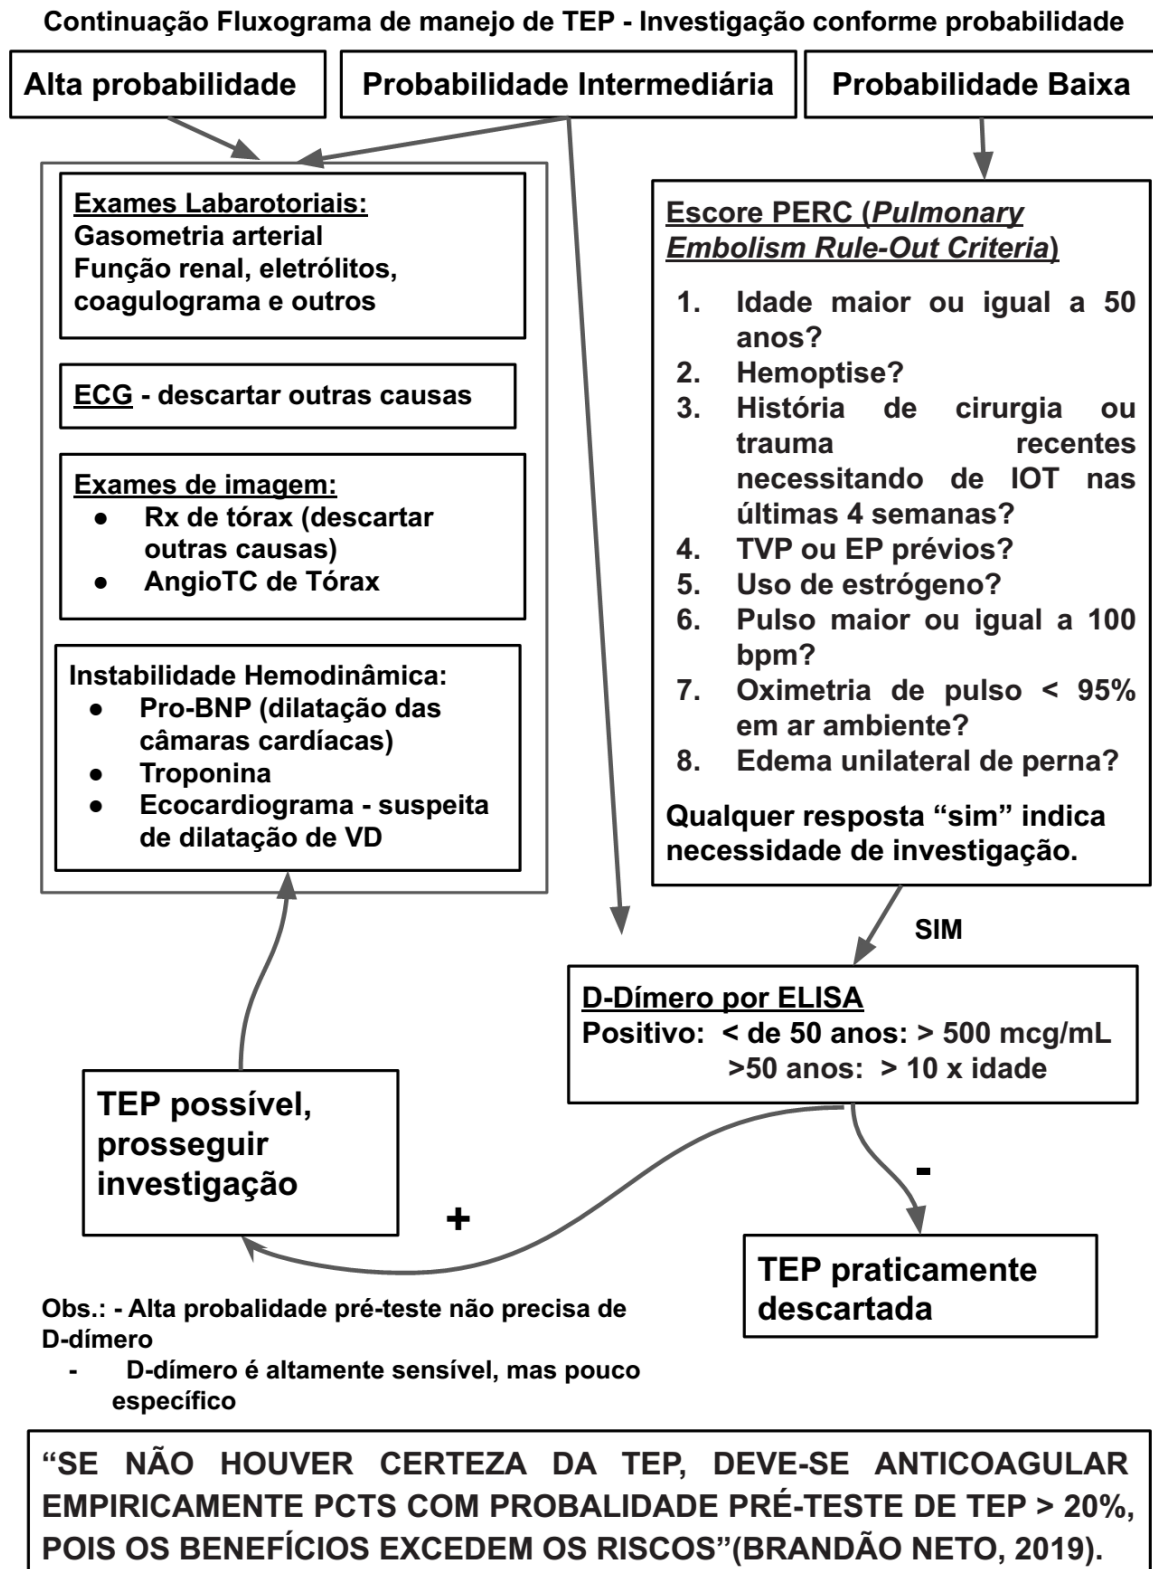 Continuação Fluxograma de manejo de TEP - Investigação conforme probabilidade
Alta probabilidade
Probabilidade Intermediária
Probabilidade Baixa
Exames Labarotoriais:
Gasometria arterial
Função renal, eletrólitos,
coagulograma e outros
ECG - descartar outras causas
Exames de imagem:
● Rx de tórax (descartar
outras causas)
● AngioTC de Tórax
Instabilidade Hemodinâmica:
● Pro-BNP (dilatação das
câmaras cardíacas)
● Troponina
● Ecocardiograma - suspeita
de dilatação de VD
Escore PERC (Pulmonary
Embolism Rule-Out Criteria)
1. Idade maior ou igual a 50
anos?
2. Hemoptise?
3. História de cirurgia ou
trauma recentes
necessitando de IOT nas
últimas 4 semanas?
4. TVP ou EP prévios?
5. Uso de estrógeno?
6. Pulso maior ou igual a 100
bpm?
7. Oximetria de pulso < 95%
em ar ambiente?
8. Edema unilateral de perna?
Qualquer resposta “sim” indica
necessidade de investigação.
SIM
D-Dímero por ELISA
Positivo: < de 50 anos: > 500 mcg/mL
>50 anos: > 10 x idade
TEP possível,
prosseguir
investigação
+
-
TEP praticamente
descartada
Obs.: - Alta probalidade pré-teste não precisa de
D-dímero
- D-dímero é altamente sensível, mas pouco
específico
“SE NÃO HOUVER CERTEZA DA TEP, DEVE-SE ANTICOAGULAR
EMPIRICAMENTE PCTS COM PROBALIDADE PRÉ-TESTE DE TEP > 20%,
POIS OS BENEFÍCIOS EXCEDEM OS RISCOS”(BRANDÃO NETO, 2019).